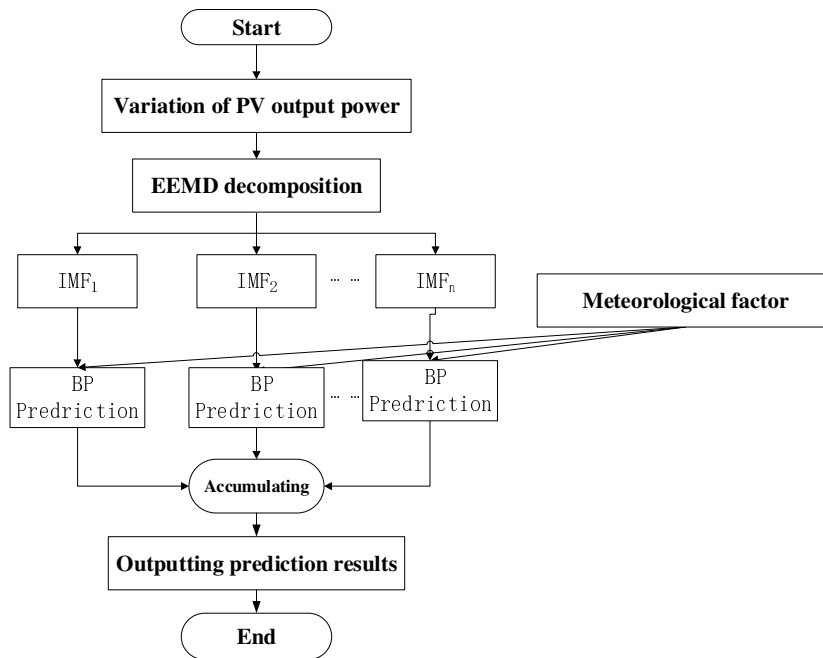 Start
Variation of PV output power
EEMD decomposition
IMF₁
IMF₂
... ...
IMFₙ
Meteorological factor
BP
Predriction
BP
Predriction
... ...
BP
Predriction
Accumulating
Outputting prediction results
End